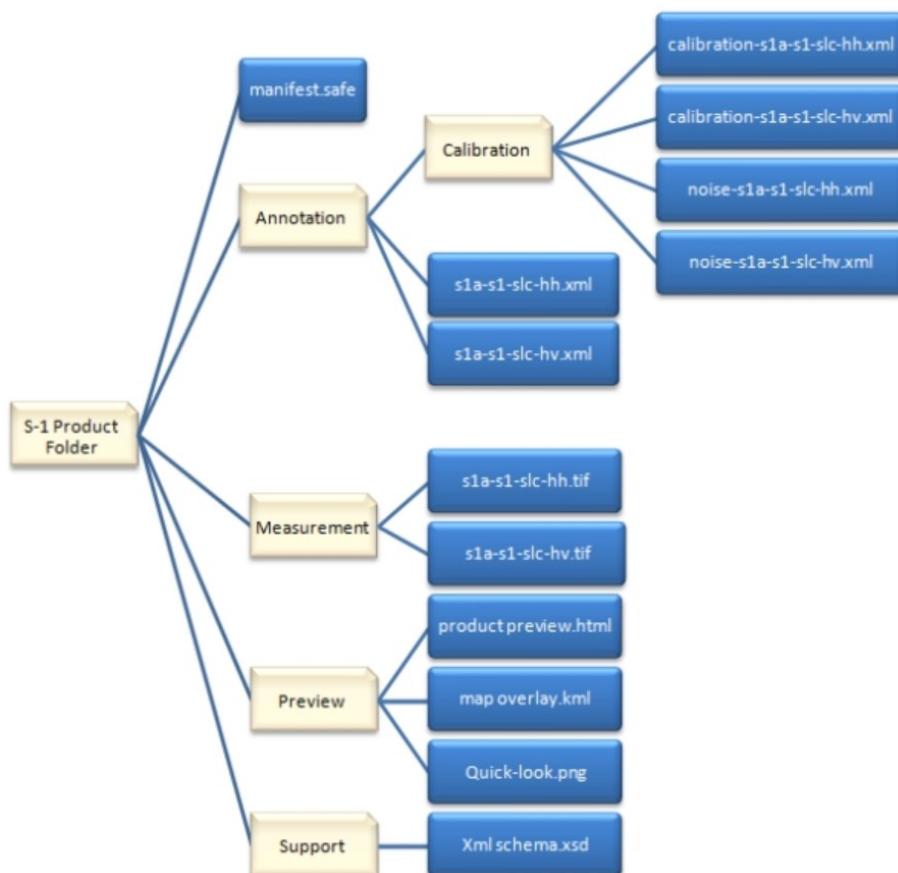 calibration-s1a-s1-slc-hh.xml
manifest.safe
calibration-s1a-s1-slc-hv.xml
Calibration
noise-s1a-s1-slc-hh.xml
Annotation
noise-s1a-s1-slc-hv.xml
s1a-s1-slc-hh.xml
s1a-s1-slc-hv.xml
S-1 Product
Folder
s1a-s1-slc-hh.tif
Measurement
s1a-s1-slc-hv.tif
product preview.html
Preview
map overlay.kml
Quick-look.png
Support
Xml schema.xsd